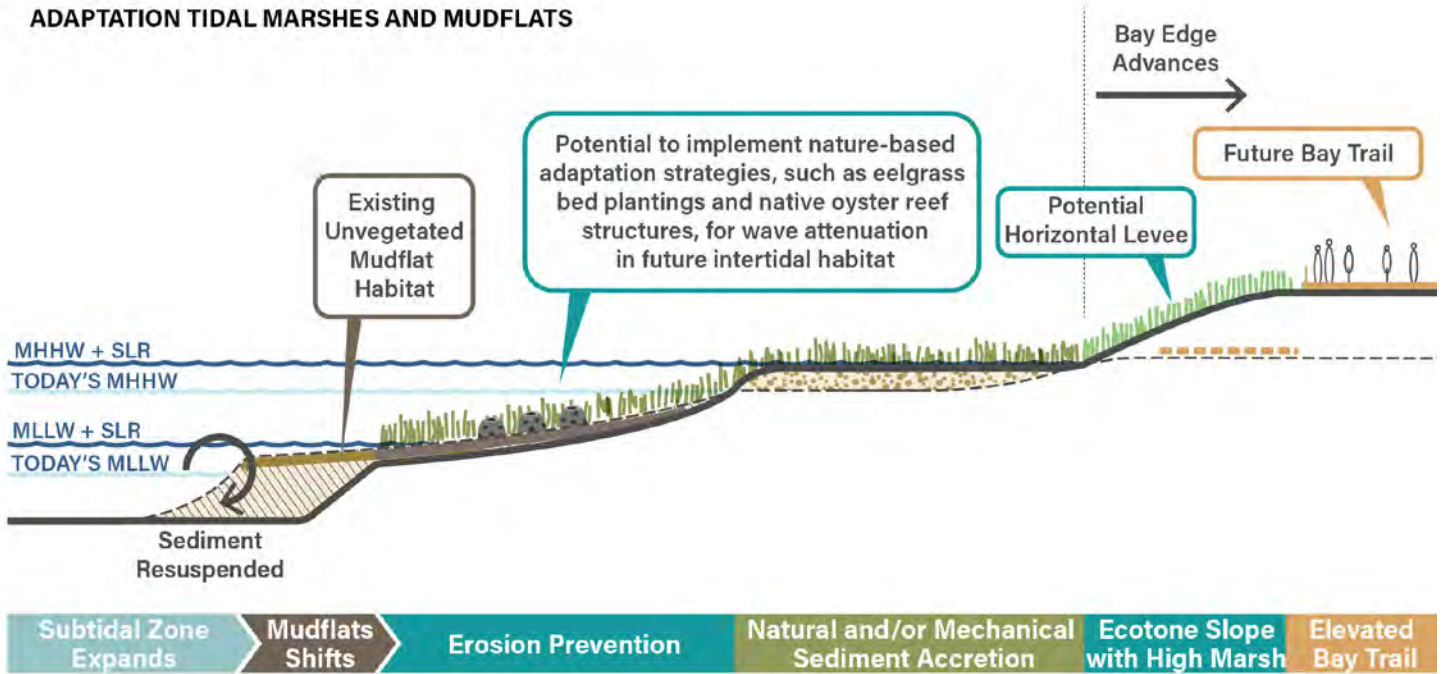 ADAPTATION TIDAL MARSHES AND MUDFLATS
Bay Edge
Advances
Existing
Unvegetated
Mudflat
Habitat
Potential to implement nature-based
adaptation strategies, such as eelgrass
bed plantings and native oyster reef
structures, for wave attenuation
in future intertidal habitat
Potential
Horizontal Levee
Future Bay Trail
MHHW + SLR
TODAY'S MHHW
MLLW + SLR
TODAY'S MLLW
Sediment
Resuspended
Subtidal Zone
Expands
Mudflats
Shifts
Erosion Prevention
Natural and/or Mechanical
Sediment Accretion
Ecotone Slope
with High Marsh
Elevated
Bay Trail